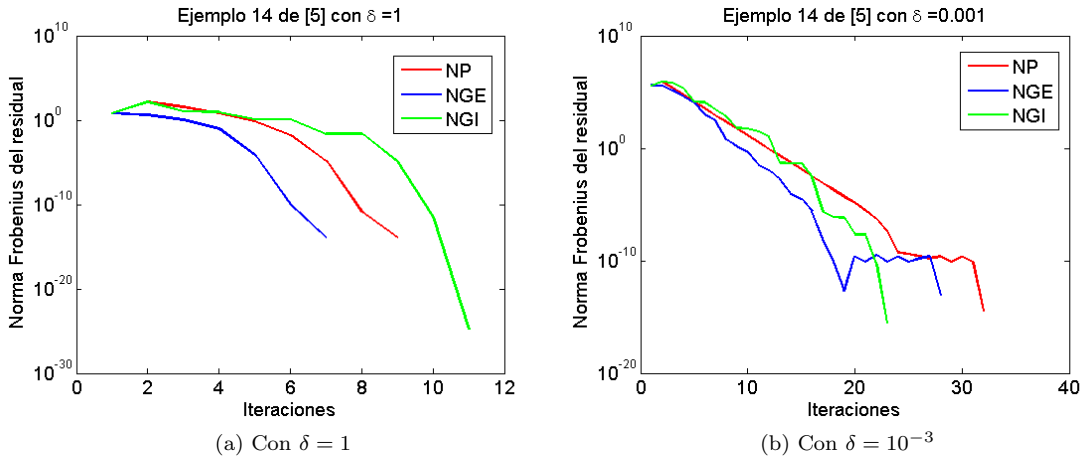 Ejemplo 14 de [5] con δ =1
10^10
10^0
10^-10
10^-20
10^-30
Norma Frobenius del residual
0 2 4 6 8 10 12
Iteraciones
NP
NGE
NGI
(a) Con δ = 1
Ejemplo 14 de [5] con δ =0.001
10^10
10^0
10^-10
10^-20
Norma Frobenius del residual
0 10 20 30 40
Iteraciones
NP
NGE
NGI
(b) Con δ = 10^−3